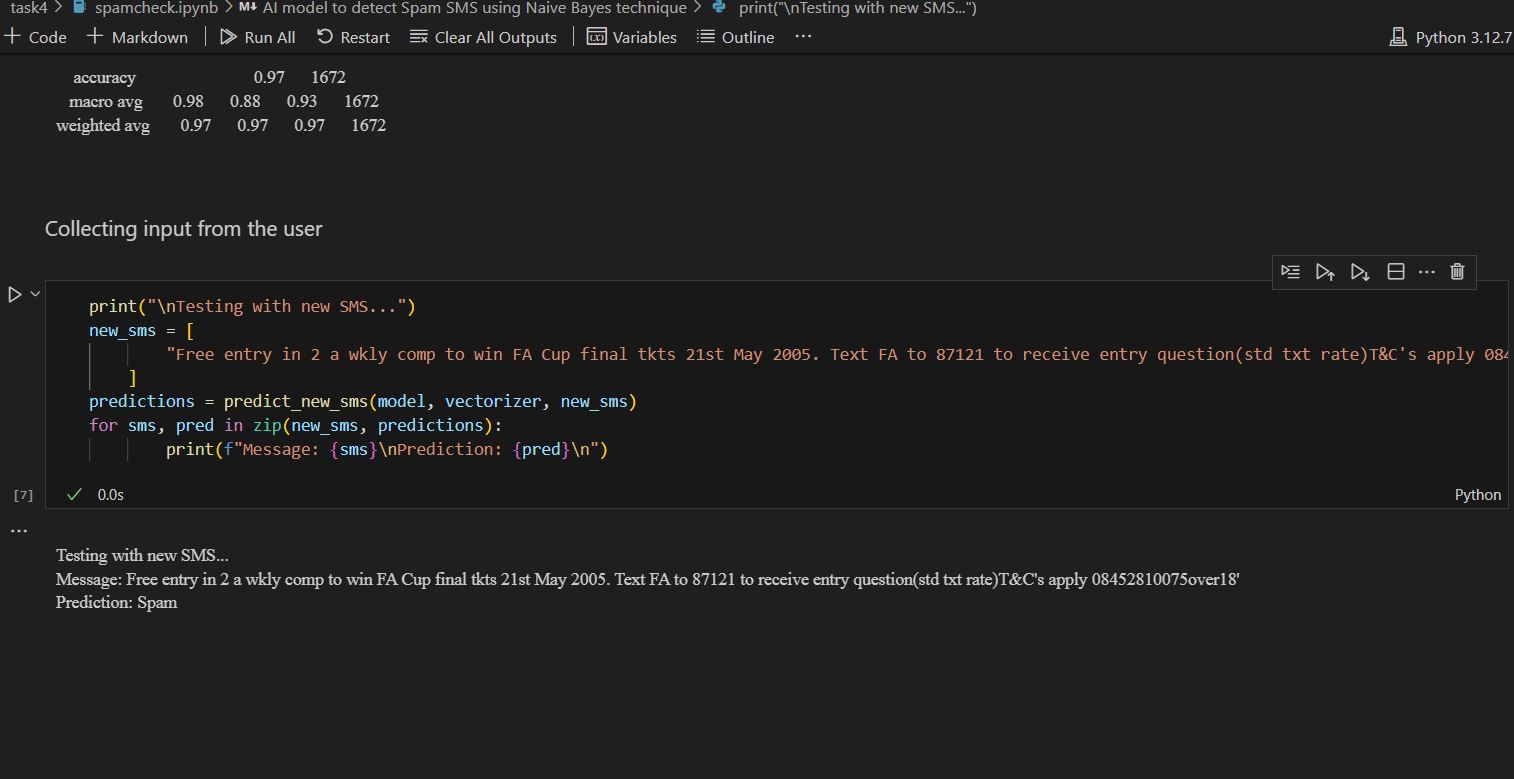 task4 > spamcheck.ipynb > M↓ AI model to detect Spam SMS using Naive Bayes technique > print("\nTesting with new SMS...")
+ Code + Markdown | Run All Restart Clear All Outputs | Variables Outline ... Python 3.12.7
accuracy 0.97 1672
macro avg 0.98 0.88 0.93 1672
weighted avg 0.97 0.97 0.97 1672
Collecting input from the user
print("\nTesting with new SMS...")
new_sms = [
"Free entry in 2 a wkly comp to win FA Cup final tkts 21st May 2005. Text FA to 87121 to receive entry question(std txt rate)T&C's apply 084
]
predictions = predict_new_sms(model, vectorizer, new_sms)
for sms, pred in zip(new_sms, predictions):
print(f"Message: {sms}\nPrediction: {pred}\n")
[7] 0.0s Python
...
Testing with new SMS...
Message: Free entry in 2 a wkly comp to win FA Cup final tkts 21st May 2005. Text FA to 87121 to receive entry question(std txt rate)T&C's apply 08452810075over18'
Prediction: Spam